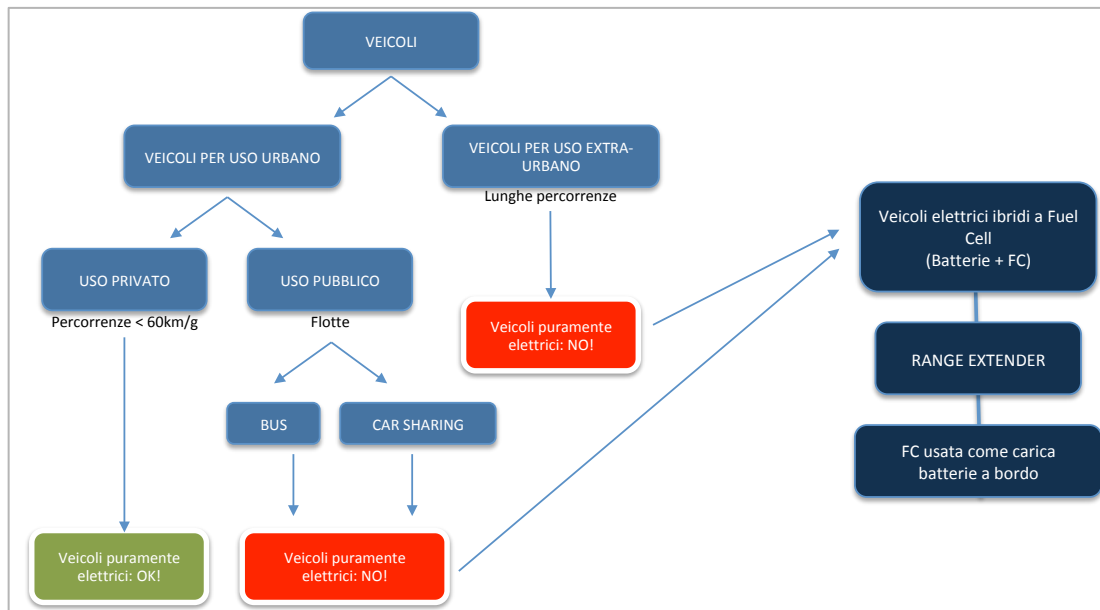 VEICOLI
VEICOLI PER USO URBANO
VEICOLI PER USO EXTRA-
URBANO
Lunghe percorrenze
Veicoli elettrici ibridi a Fuel
Cell
(Batterie + FC)
USO PRIVATO
Percorrenze < 60km/g
USO PUBBLICO
Flotte
Veicoli puramente
elettrici: NO!
RANGE EXTENDER
BUS
CAR SHARING
FC usata come carica
batterie a bordo
Veicoli puramente
elettrici: OK!
Veicoli puramente
elettrici: NO!